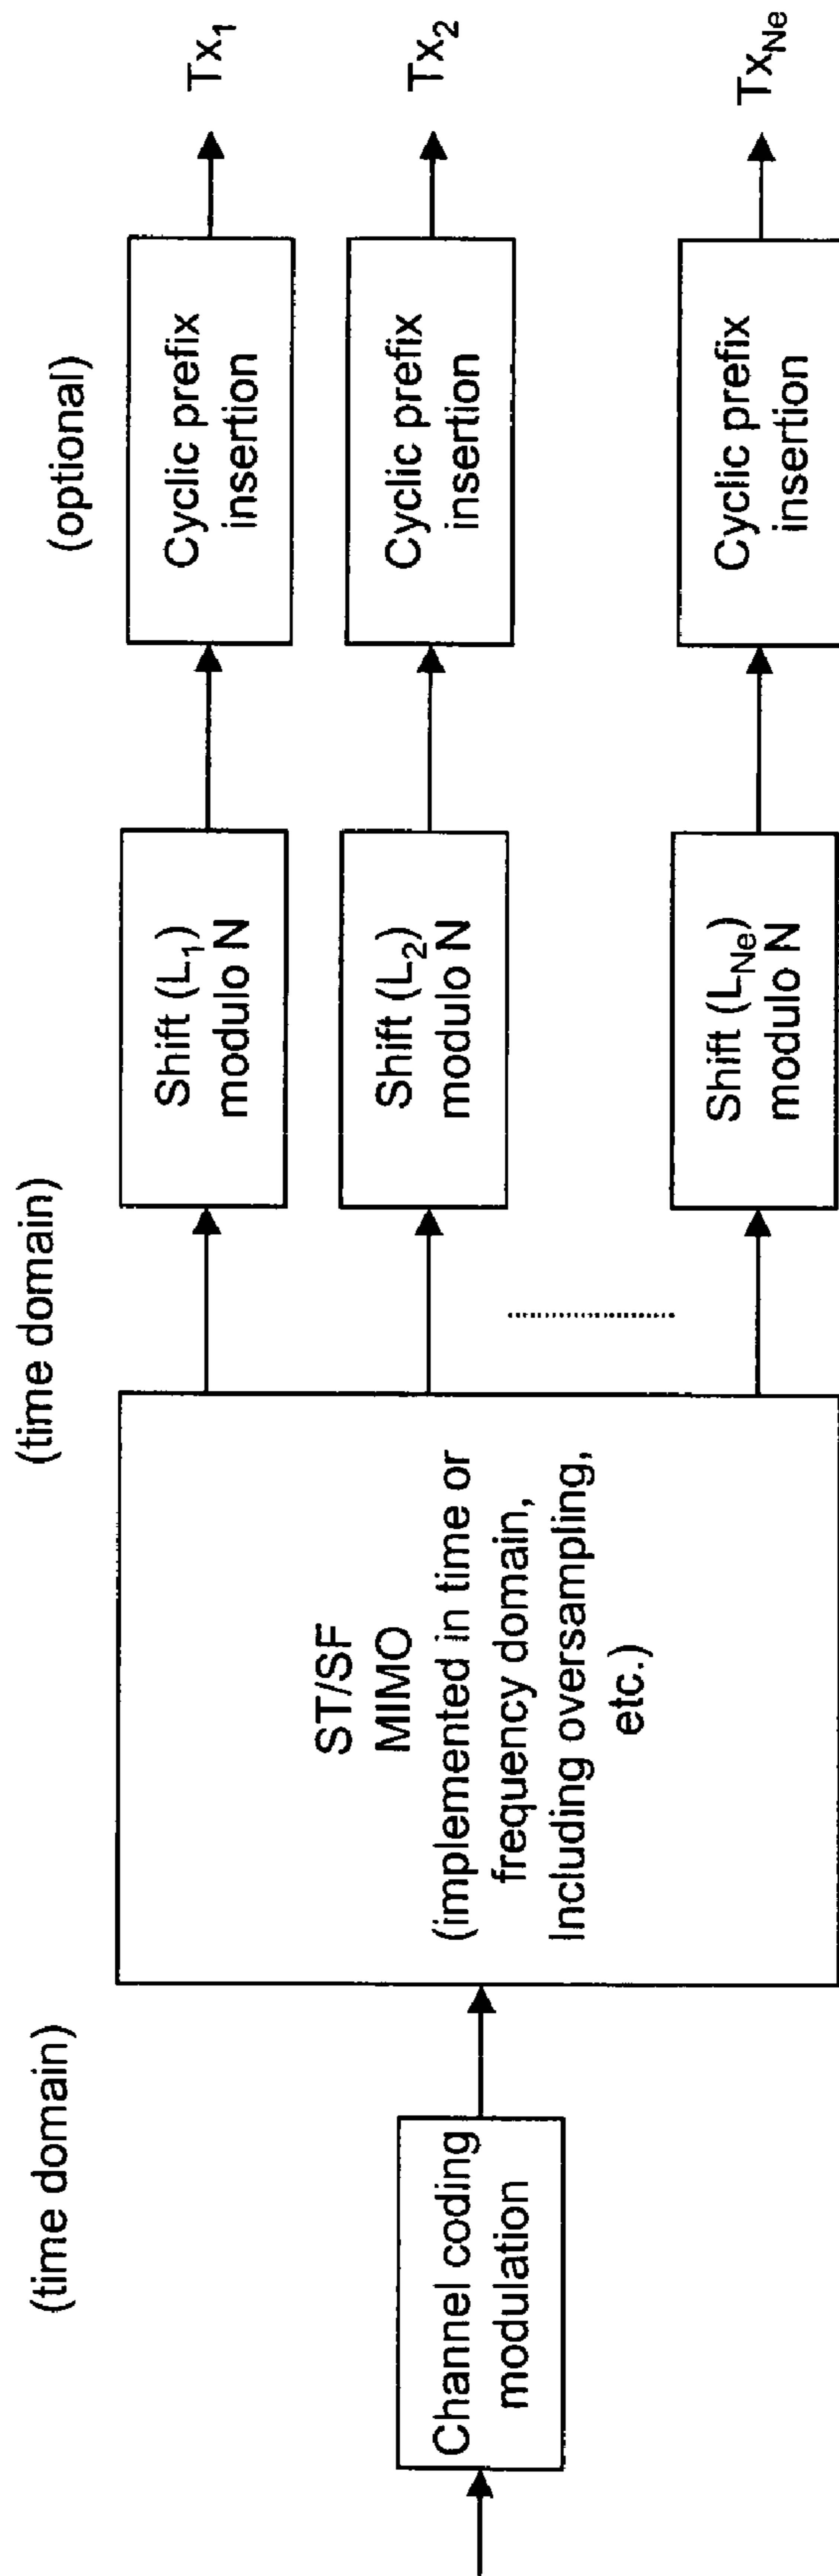 (time domain)
(time domain)
(optional)
Channel coding
modulation
ST/SF
MIMO
(implemented in time or
frequency domain,
Including oversampling,
etc.)
Shift (L₁)
modulo N
Cyclic prefix
insertion
Tx₁
Shift (L₂)
modulo N
Cyclic prefix
insertion
Tx₂
Shift (L_Ne)
modulo N
Cyclic prefix
insertion
Tx_Ne